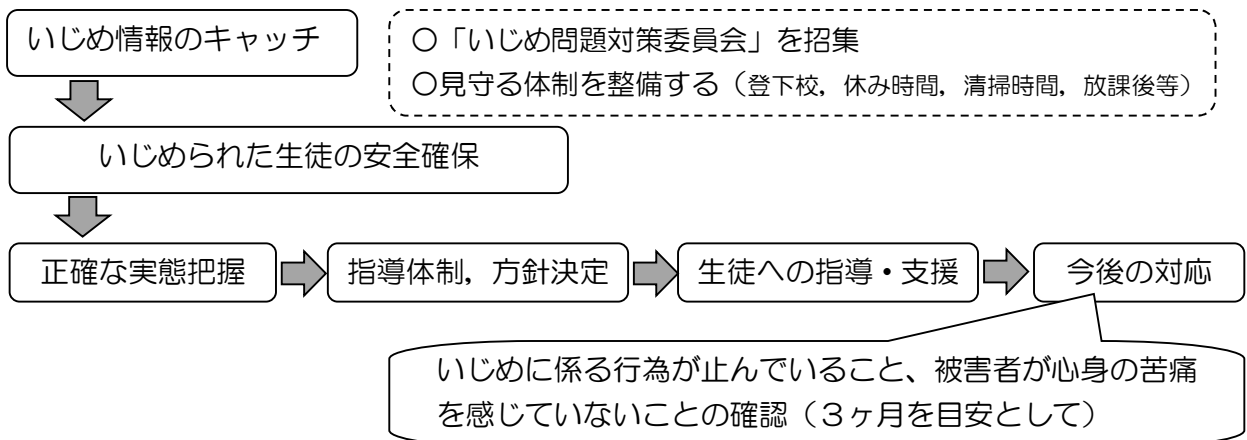 いじめ情報のキャッチ
〇「いじめ問題対策委員会」を招集
〇見守る体制を整備する（登下校，休み時間，清掃時間，放課後等）
いじめられた生徒の安全確保
正確な実態把握
指導体制，方針決定
生徒への指導・支援
今後の対応
いじめに係る行為が止んでいること、被害者が心身の苦痛
を感じていないことの確認（３ヶ月を目安として）